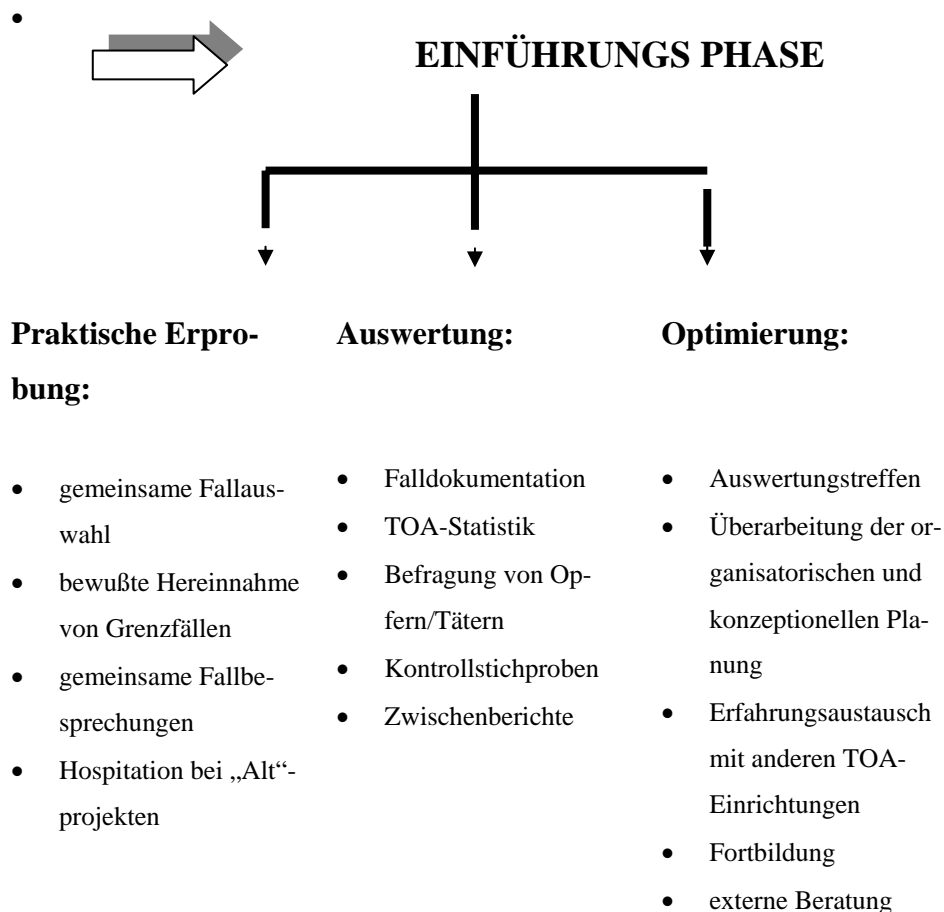 EINFÜHRUNGS PHASE
Praktische Erpro-
bung:
• gemeinsame Fallaus-
wahl
• bewußte Hereinnahme
von Grenzfällen
• gemeinsame Fallbe-
sprechungen
• Hospitation bei „Alt“-
projekten
Auswertung:
• Falldokumentation
• TOA-Statistik
• Befragung von Op-
fern/Tätern
• Kontrollstichproben
• Zwischenberichte
Optimierung:
• Auswertungstreffen
• Überarbeitung der or-
ganisatorischen und
konzeptionellen Pla-
nung
• Erfahrungsaustausch
mit anderen TOA-
Einrichtungen
• Fortbildung
• externe Beratung